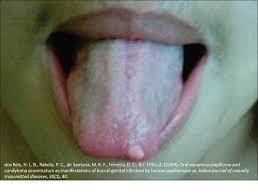 dos Reis, H. L. B., Rabelo, P. C., de Santana, M. R. F., Ferreira, D. C., & Filho, A. (2009). Oral squamous papilloma and
condyloma acuminatum as manifestations of buccal-genital infection by human papillomavirus. Indian journal of sexually
transmitted diseases, 30(1), 40.